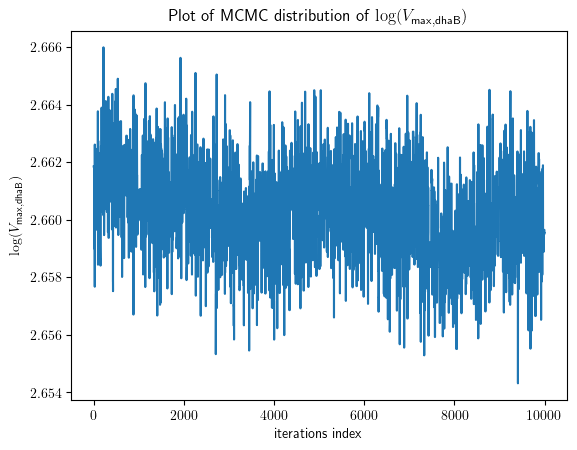 Plot of MCMC distribution of log(V_max,dhaB)
2.666
2.664
2.662
2.660
2.658
2.656
2.654
log(V_max,dhaB)
0 2000 4000 6000 8000 10000
iterations index